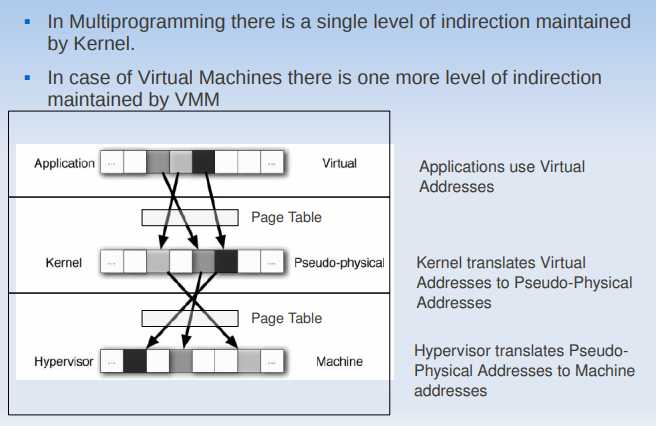 ▪ In Multiprogramming there is a single level of indirection maintained
by Kernel.
▪ In case of Virtual Machines there is one more level of indirection
maintained by VMM
... ...
Application Virtual
Applications use Virtual
Addresses
Page Table
... ...
Kernel Pseudo-physical
Kernel translates Virtual
Addresses to Pseudo-Physical
Addresses
Page Table
... ...
Hypervisor Machine
Hypervisor translates Pseudo-
Physical Addresses to Machine
addresses